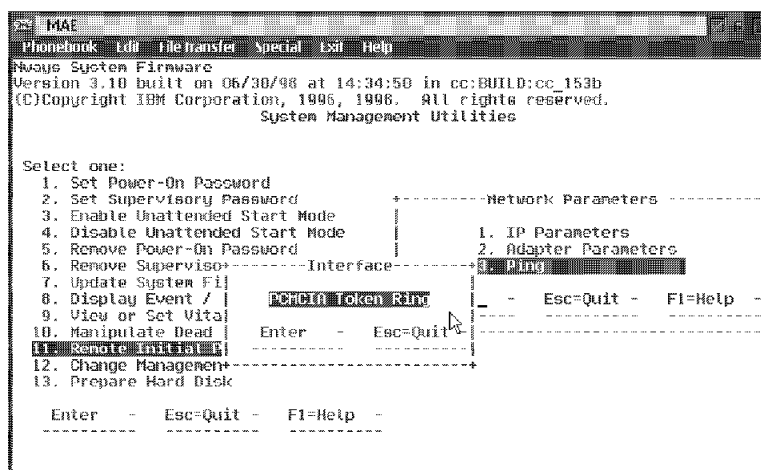 MAE
Phonebook Edit File Transfer Special Exit Help
Nways System Firmware
Version 3.10 built on 06/30/98 at 14:34:50 in cc:BUILD:cc_153b
(C)Copyright IBM Corporation, 1996, 1998. All rights reserved.
System Management Utilities
Select one:
1. Set Power-On Password
2. Set Supervisory Password
3. Enable Unattended Start Mode
4. Disable Unattended Start Mode
5. Remove Power-On Password
6. Remove Superviso
7. Update System Fi
8. Display Event /
9. View or Set Vital
10. Manipulate Dead
11. Remote Initial P
12. Change Managemen
13. Prepare Hard Disk
Enter - Esc=Quit - F1=Help -
Network Parameters
1. IP Parameters
2. Adapter Parameters
3. Ping
- Esc=Quit - F1=Help -
Interface
PCMCIA Token Ring
Enter - Esc=Quit -